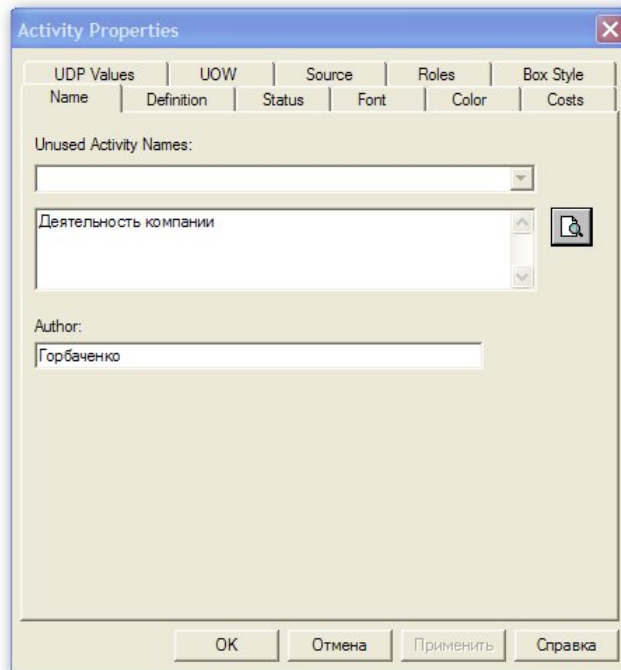 Activity Properties
UDP Values UOW Source Roles Box Style
Name Definition Status Font Color Costs
Unused Activity Names:
Деятельность компании
Author:
Горбаченко
OK Отмена Применить Справка